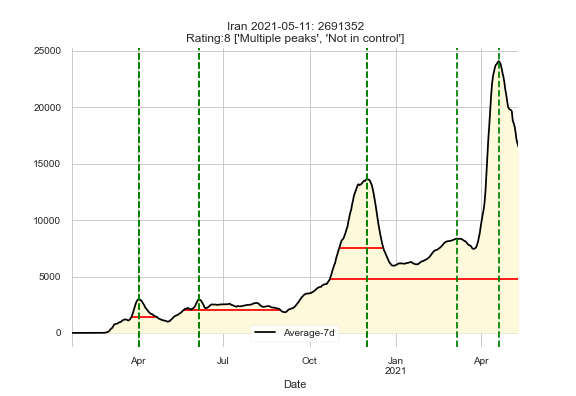 Iran 2021-05-11: 2691352
Rating:8 ['Multiple peaks', 'Not in control']
25000
20000
15000
10000
5000
0
Average-7d
Apr
Jul
Oct
Jan
2021
Apr
Date